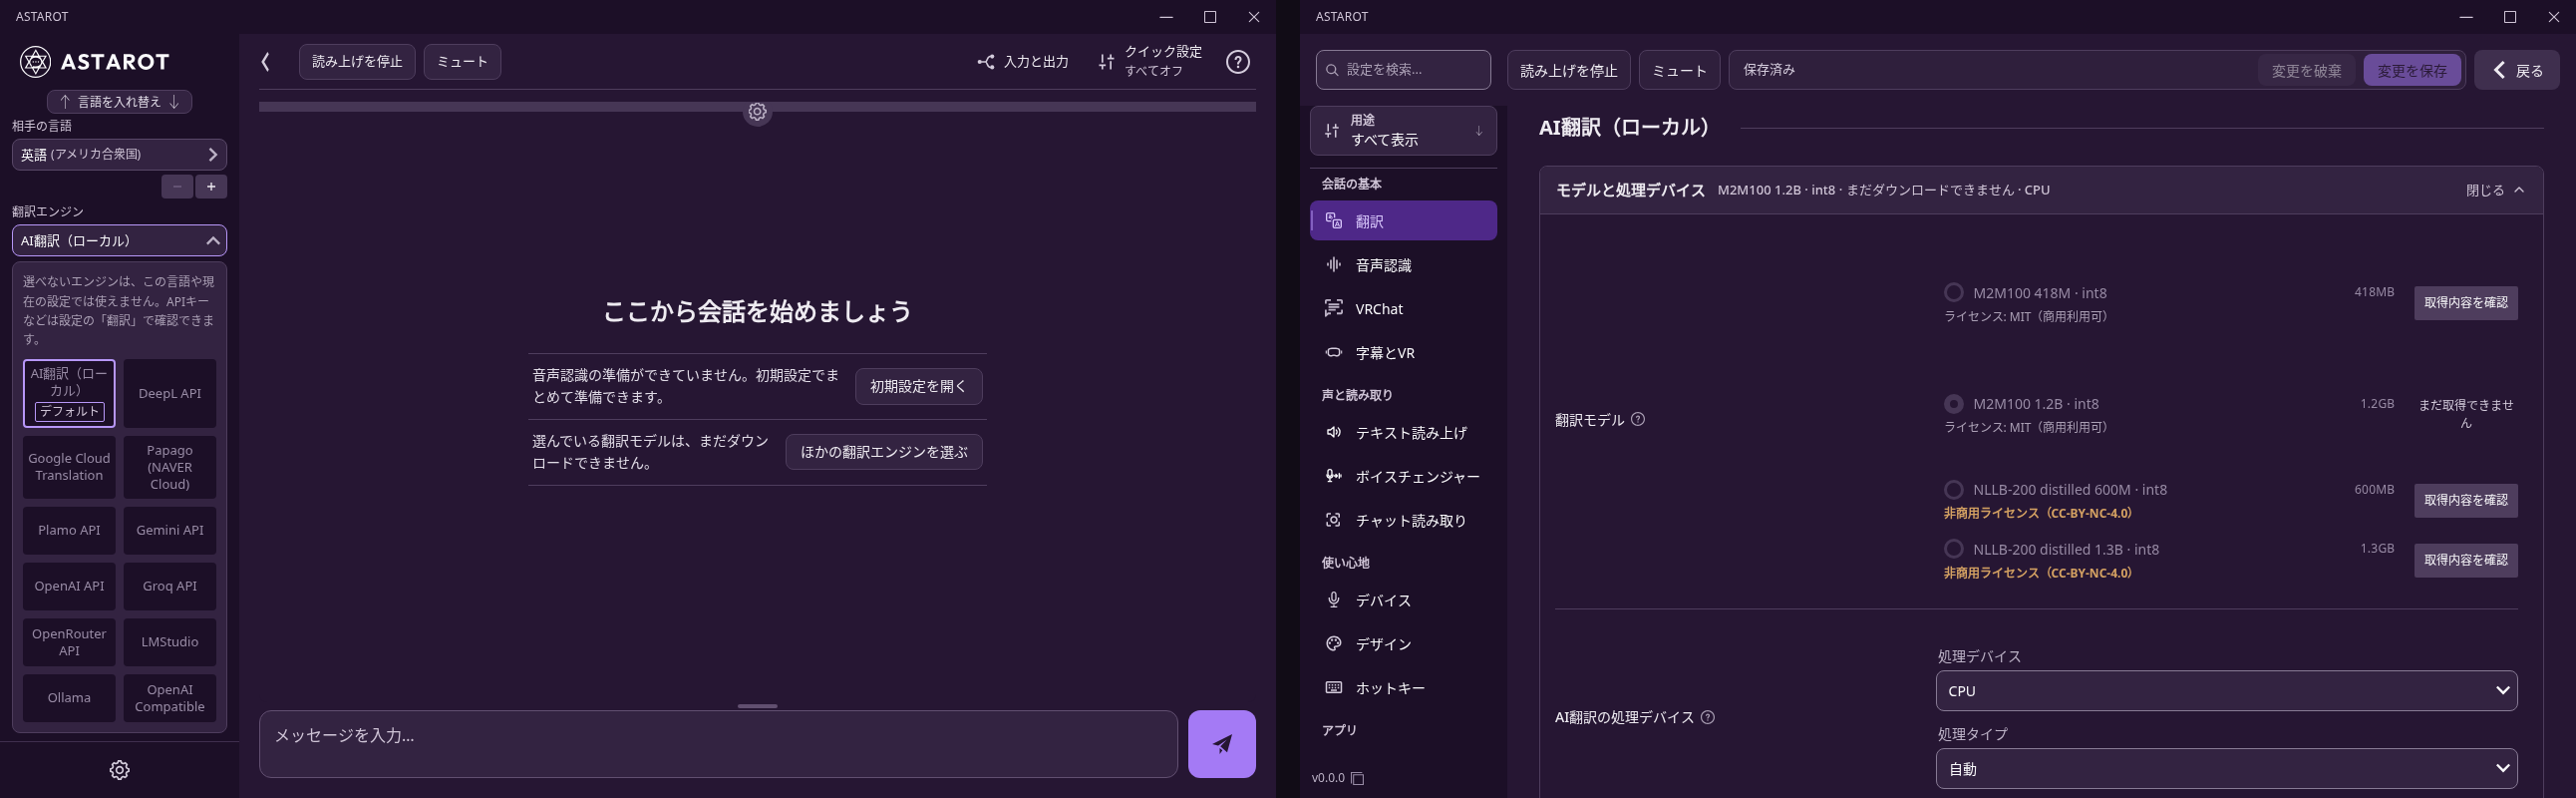 ASTAROT
ASTAROT
↑ 言語を入れ替え ↓
相手の言語
英語 (アメリカ合衆国)
翻訳エンジン
AI翻訳（ローカル）
選べないエンジンは、この言語や現
在の設定では使えません。APIキー
などは設定の「翻訳」で確認できま
す。
AI翻訳（ロー
カル）
デフォルト
DeepL API
Google Cloud
Translation
Papago
(NAVER
Cloud)
Plamo API
Gemini API
OpenAI API
Groq API
OpenRouter
API
LMStudio
Ollama
OpenAI
Compatible
読み上げを停止
ミュート
入力と出力
クイック設定
すべてオフ
ここから会話を始めましょう
音声認識の準備ができていません。初期設定でま
とめて準備できます。
初期設定を開く
選んでいる翻訳モデルは、まだダウン
ロードできません。
ほかの翻訳エンジンを選ぶ
メッセージを入力...
ASTAROT
設定を検索...
読み上げを停止
ミュート
保存済み
変更を破棄
変更を保存
戻る
用途
すべて表示
会話の基本
翻訳
音声認識
VRChat
字幕とVR
声と読み取り
テキスト読み上げ
ボイスチェンジャー
チャット読み取り
使い心地
デバイス
デザイン
ホットキー
アプリ
v0.0.0
AI翻訳（ローカル）
モデルと処理デバイス M2M100 1.2B · int8 · まだダウンロードできません · CPU
閉じる
翻訳モデル
M2M100 418M · int8
418MB
取得内容を確認
ライセンス: MIT（商用利用可）
M2M100 1.2B · int8
1.2GB
まだ取得できませ
ん
ライセンス: MIT（商用利用可）
NLLB-200 distilled 600M · int8
600MB
取得内容を確認
非商用ライセンス（CC-BY-NC-4.0）
NLLB-200 distilled 1.3B · int8
1.3GB
取得内容を確認
非商用ライセンス（CC-BY-NC-4.0）
AI翻訳の処理デバイス
処理デバイス
CPU
処理タイプ
自動